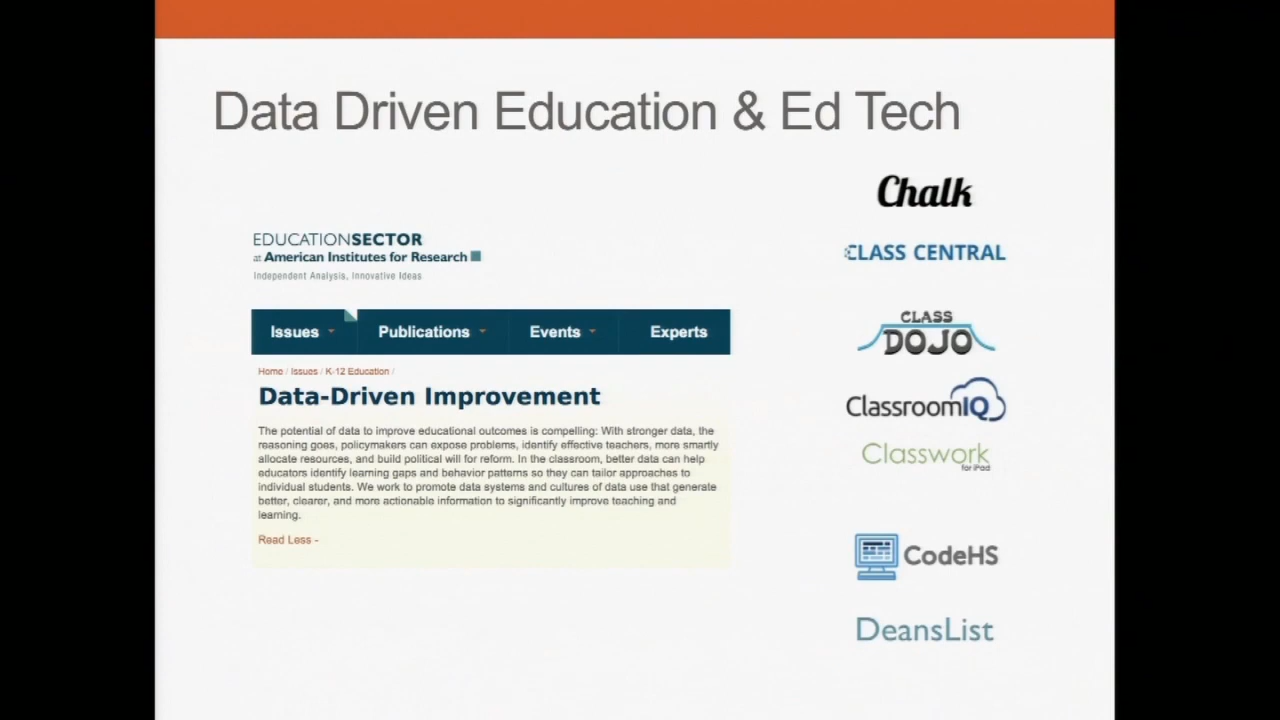 Data Driven Education & Ed Tech
EDUCATIONSECTOR
at American Institutes for Research
Independent Analysis, Innovative Ideas
Issues
Publications
Events
Experts
Home / Issues / K-12 Education /
Data-Driven Improvement
The potential of data to improve educational outcomes is compelling: With stronger data, the
reasoning goes, policymakers can expose problems, identify effective teachers, more smartly
allocate resources, and build political will for reform. In the classroom, better data can help
educators identify learning gaps and behavior patterns so they can tailor approaches to
individual students. We work to promote data systems and cultures of data use that generate
better, clearer, and more actionable information to significantly improve teaching and
learning.
Read Less -
Chalk
CLASS CENTRAL
CLASS
DOJO
ClassroomIQ
Classwork
for iPad
CodeHS
DeansList